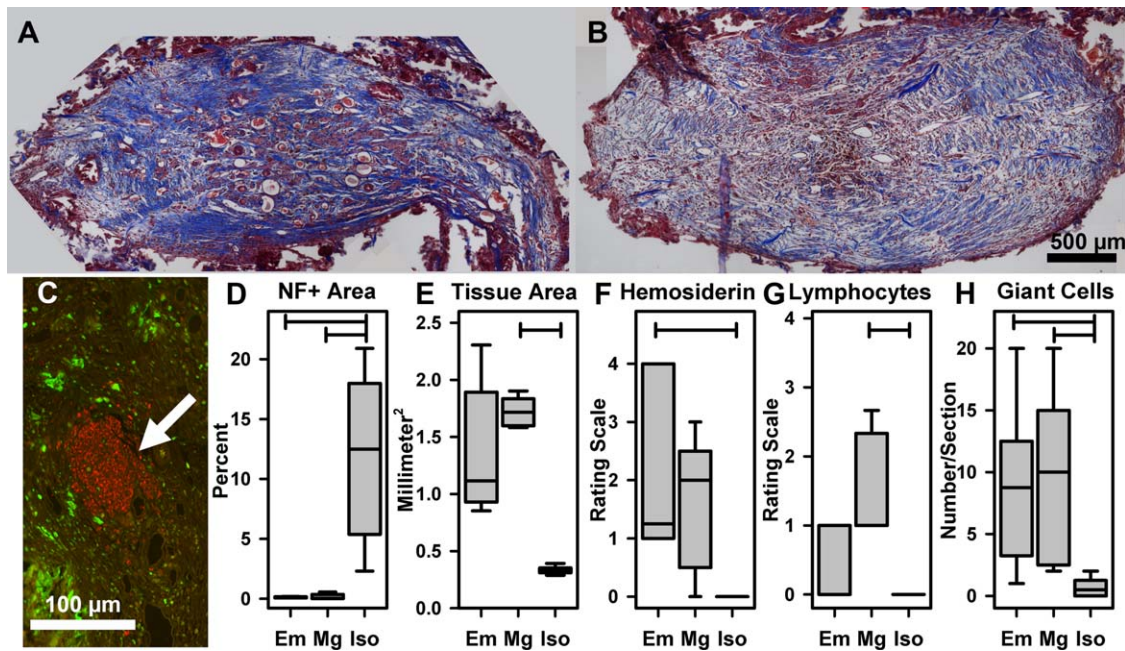 A
B
500 µm
C
100 µm
D NF+ Area
Percent
20
15
10
5
0
Em Mg Iso
E Tissue Area
Millimeter²
2.5
2.0
1.5
1.0
0.5
0.0
Em Mg Iso
F Hemosiderin
Rating Scale
4
3
2
1
0
Em Mg Iso
G Lymphocytes
Rating Scale
4
3
2
1
0
Em Mg Iso
H Giant Cells
Number/Section
20
15
10
5
0
Em Mg Iso